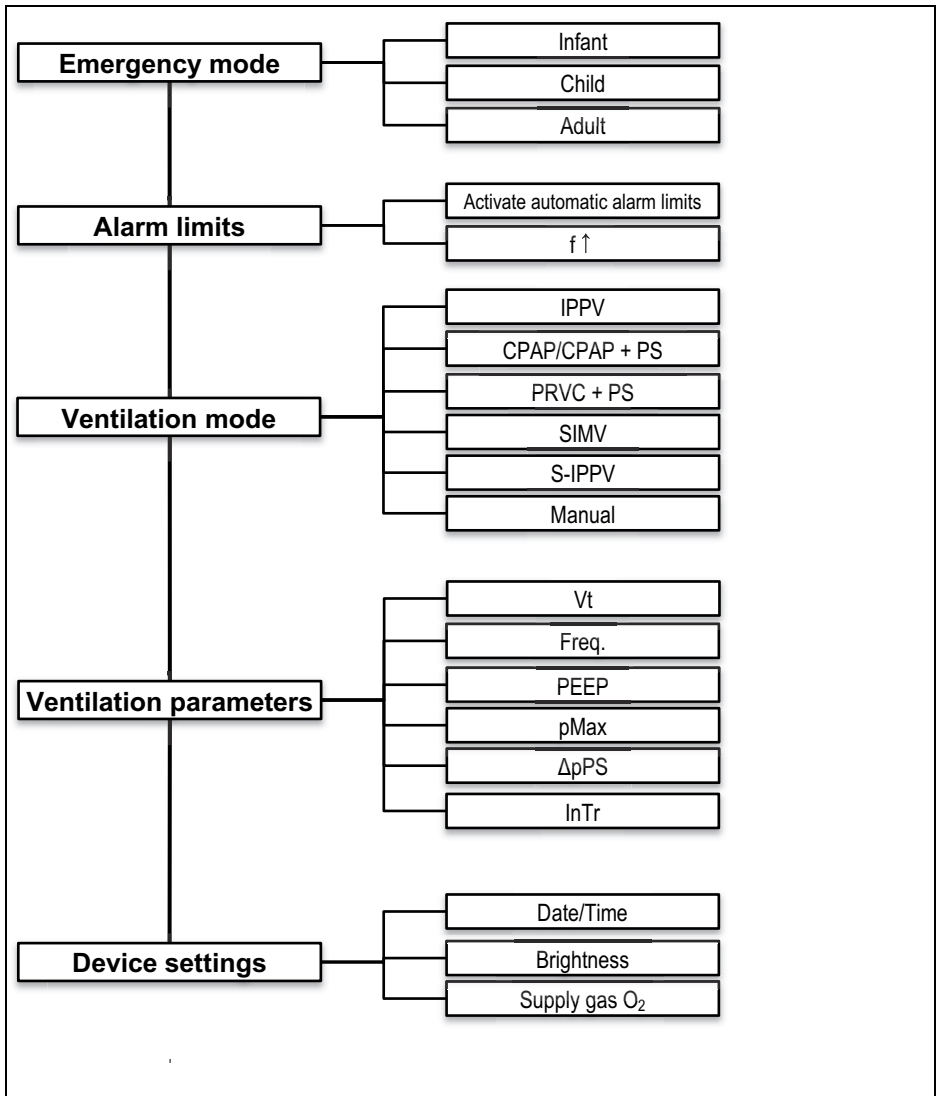 Emergency mode
Infant
Child
Adult
Alarm limits
Activate automatic alarm limits
f ↑
Ventilation mode
IPPV
CPAP/CPAP + PS
PRVC + PS
SIMV
S-IPPV
Manual
Ventilation parameters
Vt
Freq.
PEEP
pMax
ΔpPS
InTr
Device settings
Date/Time
Brightness
Supply gas O₂